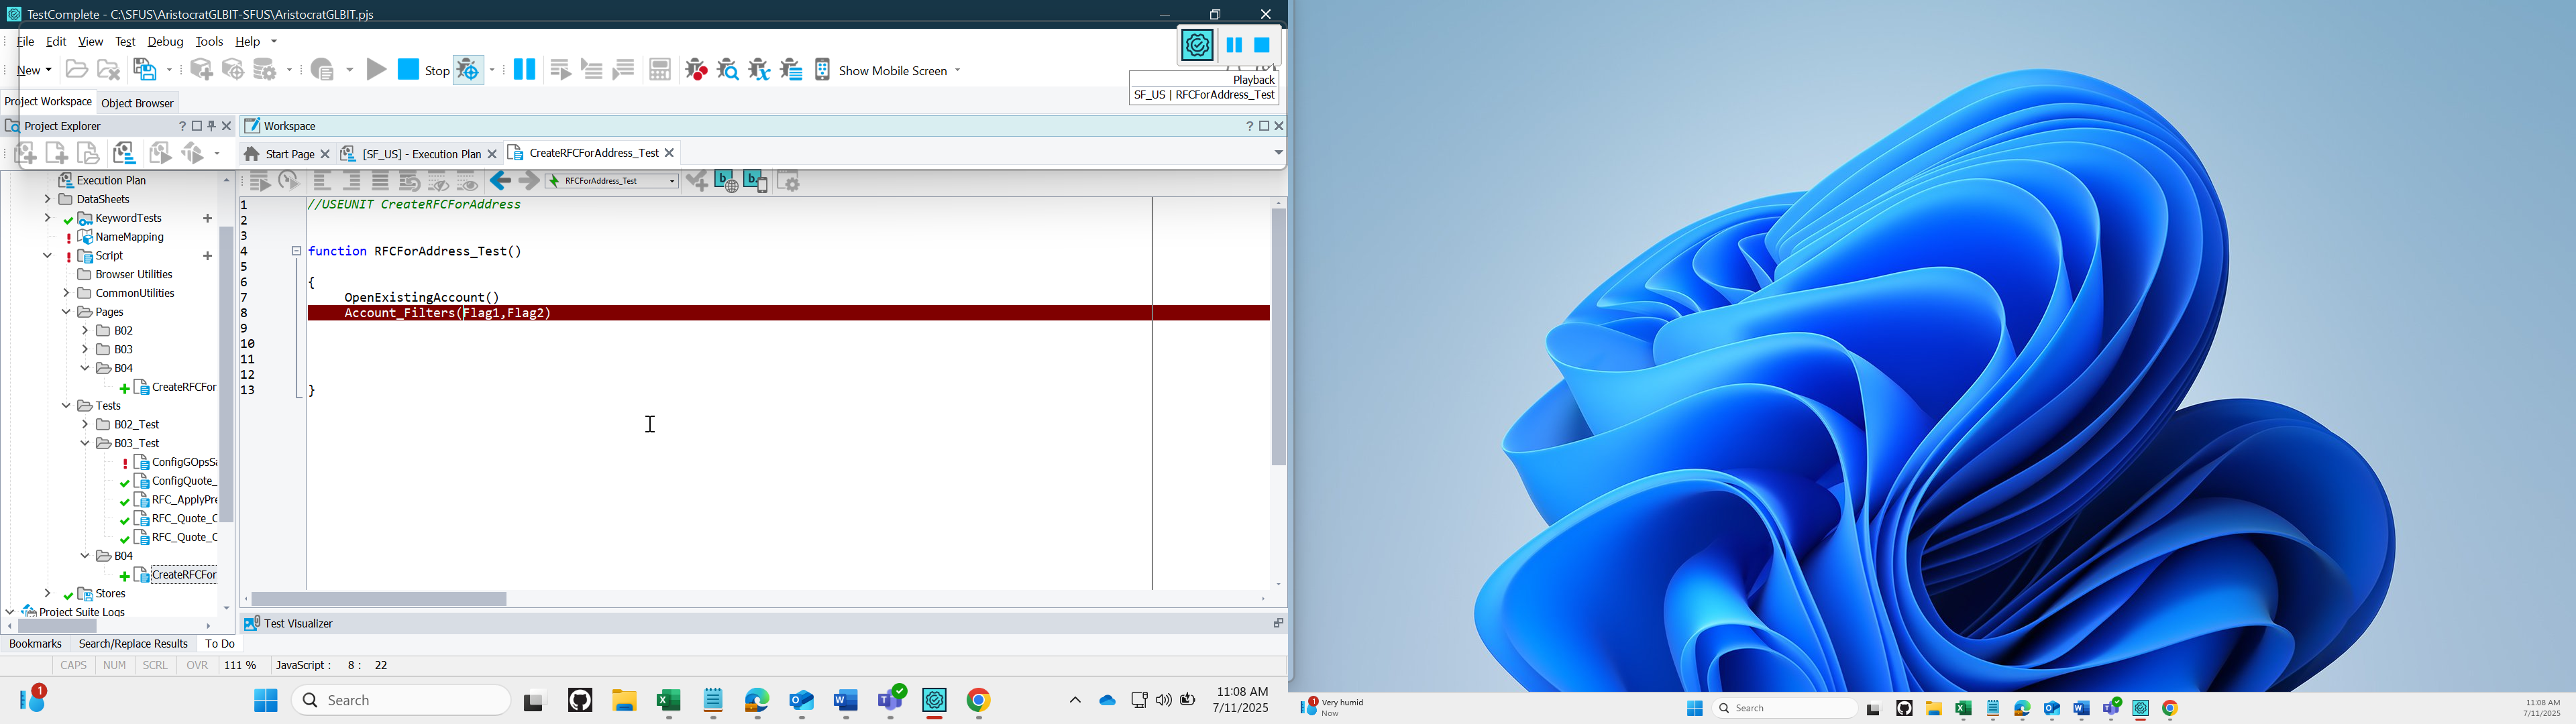 TestComplete - C:\SFUS\AristocratGLBIT-SFUS\AristocratGLBIT.pjs
File Edit View Test Debug Tools Help
New Stop Show Mobile Screen
Playback
SF_US | RFCForAddress_Test
Project Workspace Object Browser
Project Explorer
Workspace
Start Page [SF_US] - Execution Plan CreateRFCForAddress_Test
RFCForAddress_Test
Execution Plan
DataSheets
KeywordTests
NameMapping
Script
Browser Utilities
CommonUtilities
Pages
B02
B03
B04
CreateRFCFor
Tests
B02_Test
B03_Test
ConfigGOpsSa
ConfigQuote_
RFC_ApplyPre
RFC_Quote_C
RFC_Quote_C
B04
CreateRFCFor
Stores
Project Suite Logs
1 //USEUNIT CreateRFCForAddress
2
3
4 function RFCForAddress_Test()
5
6 {
7 OpenExistingAccount()
8 Account_Filters(Flag1,Flag2)
9
10
11
12
13 }
Test Visualizer
Bookmarks Search/Replace Results To Do
CAPS NUM SCRL OVR 111 % JavaScript : 8 : 22
1
Search
11:08 AM
7/11/2025
1
Very humid
Now
Search
11:08 AM
7/11/2025